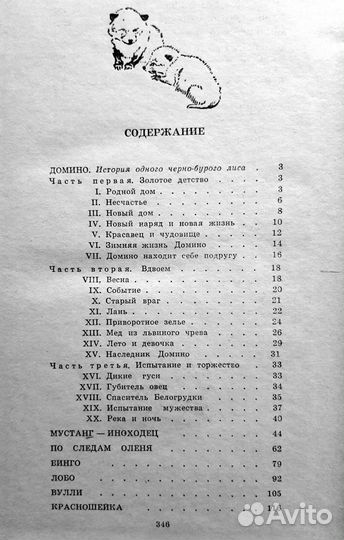 СОДЕРЖАНИЕ
ДОМИНО. История одного черно-бурого лиса . 3
Часть первая. Золотое детство . . . . . 3
I. Родной дом . . . . . . . 3
II. Несчастье . . . . . . . 6
III. Новый дом . . . . . . . 8
IV. Новый наряд и новая жизнь . . . 10
V. Красавец и чудовище . . . . . 12
VI. Зимняя жизнь Домино . . . . . 14
VII. Домино находит себе подругу . . . 16
Часть вторая. Вдвоем . . . . . . 18
VIII. Весна . . . . . . . . 18
IX. Событие . . . . . . . . 20
X. Старый враг . . . . . . . 21
XI. Лань . . . . . . . . 22
XII. Приворотное зелье . . . . . . 24
XIII. Мед из львиного чрева . . . . . 26
XIV. Лето и девочка . . . . . . 29
XV. Наследник Домино . . . . . . 31
Часть третья. Испытание и торжество . . . 33
XVI. Дикие гуси . . . . . . . 33
XVII. Губитель овец . . . . . . 34
XVIII. Спаситель Белогрудки . . . . . 35
XIX. Испытание мужества . . . . . 37
XX. Река и ночь . . . . . . . 40
МУСТАНГ — ИНОХОДЕЦ . . . . . . 44
ПО СЛЕДАМ ОЛЕНЯ . . . . . . . 62
БИНГО . . . . . . . . . . 79
ЛОБО . . . . . . . . . . 92
ВУЛЛИ . . . . . . . . . . 105
КРАСНОШЕЙКА . . . . . . . .
346
Avito